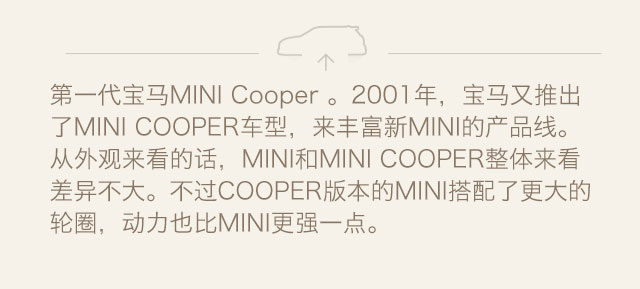 第一代宝马MINI Cooper 。2001年，宝马又推出
了MINI COOPER车型，来丰富新MINI的产品线。
从外观来看的话，MINI和MINI COOPER整体来看
差异不大。不过COOPER版本的MINI搭配了更大的
轮圈，动力也比MINI更强一点。